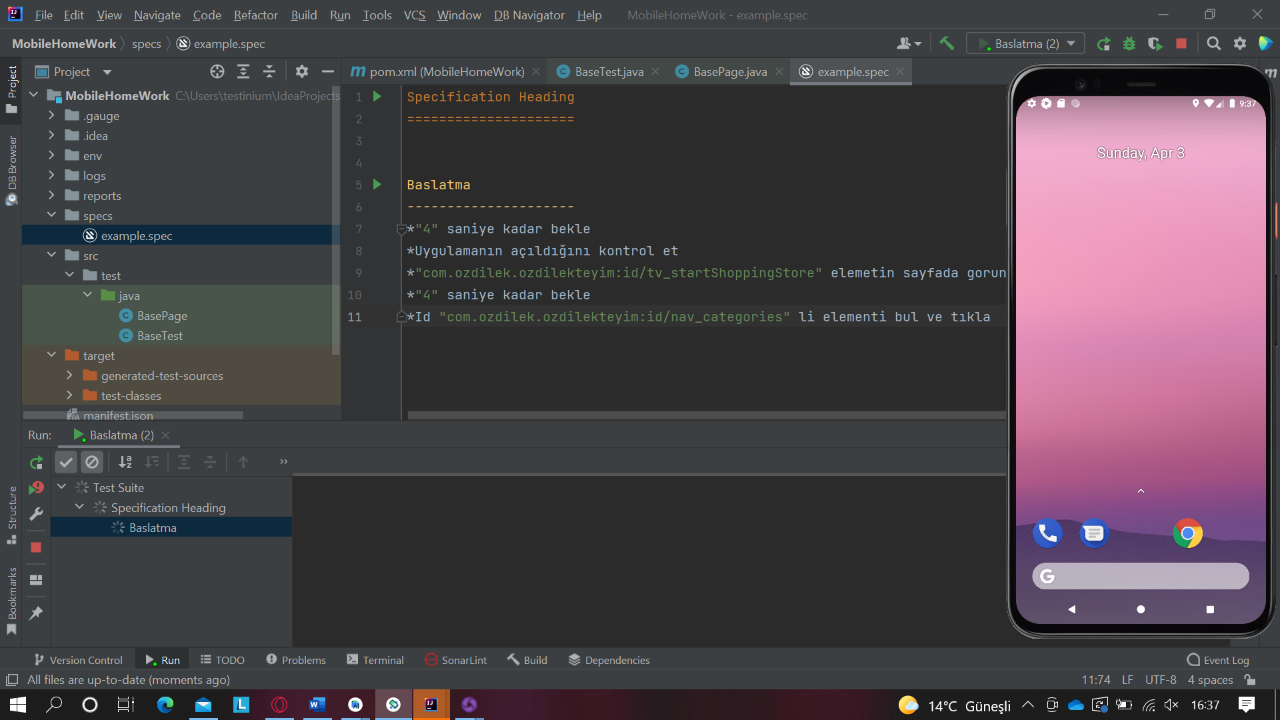 File Edit View Navigate Code Refactor Build Run Tools VCS Window DB Navigator Help MobileHomeWork - example.spec
MobileHomeWork specs example.spec
Baslatma (2)
Project
pom.xml (MobileHomeWork) BaseTest.java BasePage.java example.spec
MobileHomeWork C:\Users\testinium\IdeaProjects
.gauge
.idea
env
logs
reports
specs
example.spec
src
test
java
BasePage
BaseTest
target
generated-test-sources
test-classes
manifest.json
1 Specification Heading
2 =====================
3
4
5 Baslatma
6 ---------------------
7 *"4" saniye kadar bekle
8 *Uygulamanın açıldığını kontrol et
9 *"com.ozdilek.ozdilekteyim:id/tv_startShoppingStore" elemetin sayfada gorun
10 *"4" saniye kadar bekle
11 *Id "com.ozdilek.ozdilekteyim:id/nav_categories" li elementi bul ve tıkla
Project
DB Browser
Structure
Bookmarks
9:37
Sunday, Apr 3
Run: Baslatma (2)
Test Suite
Specification Heading
Baslatma
Version Control Run TODO Problems Terminal SonarLint Build Dependencies Event Log
All files are up-to-date (moments ago) 11:74 LF UTF-8 4 spaces
14°C Güneşli 16:37